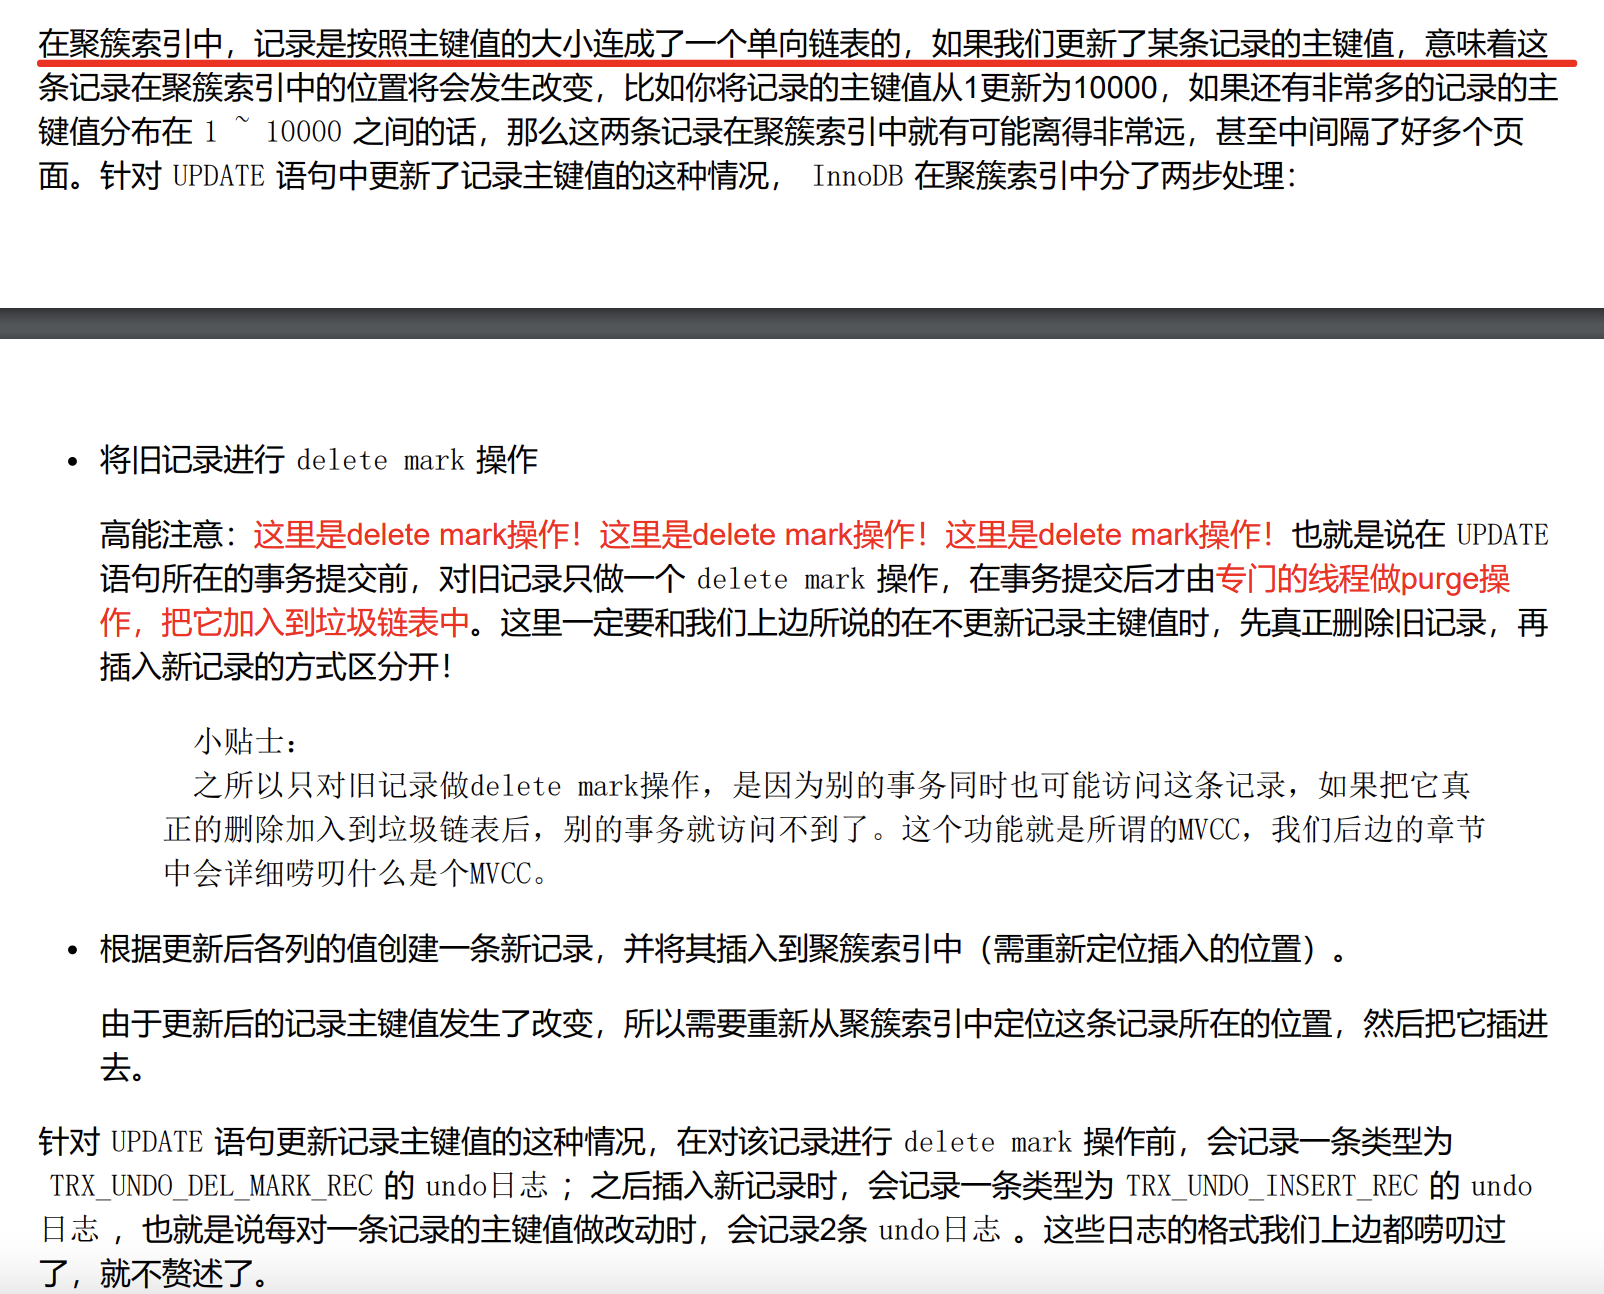 在聚簇索引中，记录是按照主键值的大小连成了一个单向链表的，如果我们更新了某条记录的主键值，意味着这
条记录在聚簇索引中的位置将会发生改变，比如你将记录的主键值从1更新为10000，如果还有非常多的记录的主
键值分布在 1 ~ 10000 之间的话，那么这两条记录在聚簇索引中就有可能离得非常远，甚至中间隔了好多个页
面。针对 UPDATE 语句中更新了记录主键值的这种情况， InnoDB 在聚簇索引中分了两步处理：
• 将旧记录进行 delete mark 操作
高能注意：这里是delete mark操作！这里是delete mark操作！这里是delete mark操作！也就是说在 UPDATE
语句所在的事务提交前，对旧记录只做一个 delete mark 操作，在事务提交后才由专门的线程做purge操
作，把它加入到垃圾链表中。这里一定要和我们上边所说的在不更新记录主键值时，先真正删除旧记录，再
插入新记录的方式区分开！
小贴士：
之所以只对旧记录做delete mark操作，是因为别的事务同时也可能访问这条记录，如果把它真
正的删除加入到垃圾链表后，别的事务就访问不到了。这个功能就是所谓的MVCC，我们后边的章节
中会详细唠叨什么是个MVCC。
• 根据更新后各列的值创建一条新记录，并将其插入到聚簇索引中（需重新定位插入的位置）。
由于更新后的记录主键值发生了改变，所以需要重新从聚簇索引中定位这条记录所在的位置，然后把它插进
去。
针对 UPDATE 语句更新记录主键值的这种情况，在对该记录进行 delete mark 操作前，会记录一条类型为
TRX_UNDO_DEL_MARK_REC 的 undo日志 ；之后插入新记录时，会记录一条类型为 TRX_UNDO_INSERT_REC 的 undo
日志 ，也就是说每对一条记录的主键值做改动时，会记录2条 undo日志 。这些日志的格式我们上边都唠叨过
了，就不赘述了。